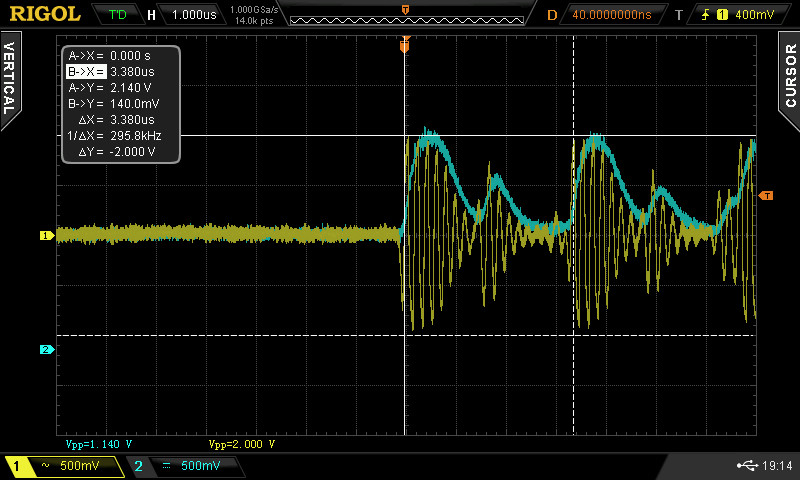 RIGOL T'D H 1.000us 1.000GSa/s 14.0k pts T D 40.0000000ns T 1 400mV
VERTICAL
CURSOR
A->X = 0.000 s
B->X = 3.380us
A->Y = 2.140 V
B->Y = 140.0mV
ΔX = 3.380us
1/ΔX = 295.8kHz
ΔY = -2.000 V
T
T
1
2
Vpp=1.140 V Vpp=2.000 V
1 ~ 500mV 2 500mV 19:14